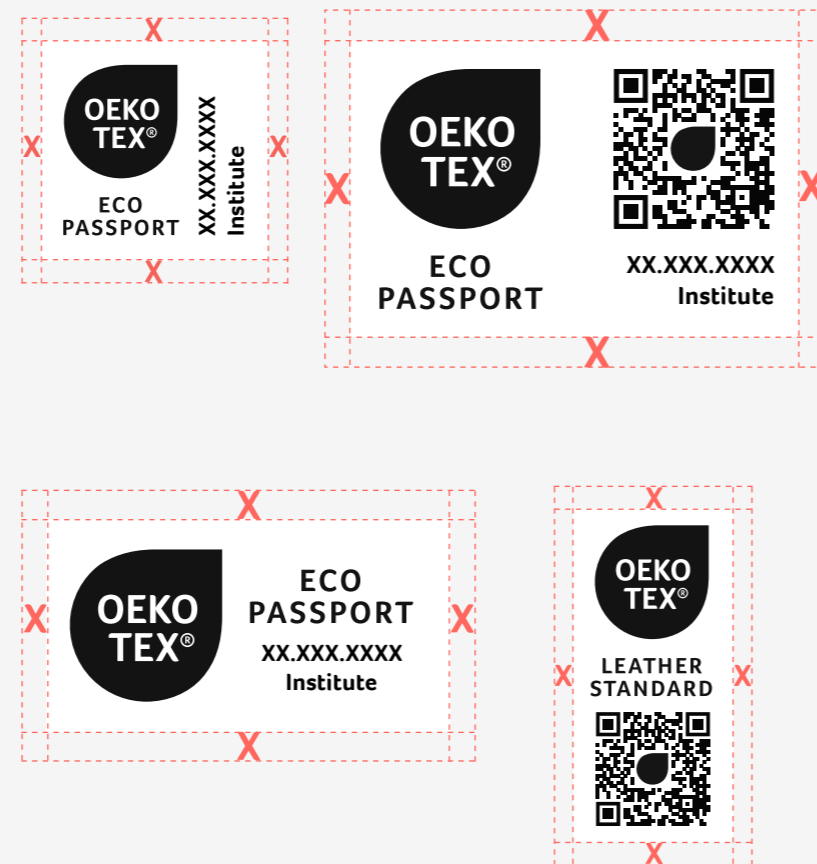 X
X
OEKO
TEX®
ECO
PASSPORT
XX.XXX.XXXX
Institute
X
X
X
X
OEKO
TEX®
ECO
PASSPORT
XX.XXX.XXXX
Institute
X
X
X
X
OEKO
TEX®
ECO
PASSPORT
XX.XXX.XXXX
Institute
X
X
X
OEKO
TEX®
X
LEATHER
STANDARD
X
X